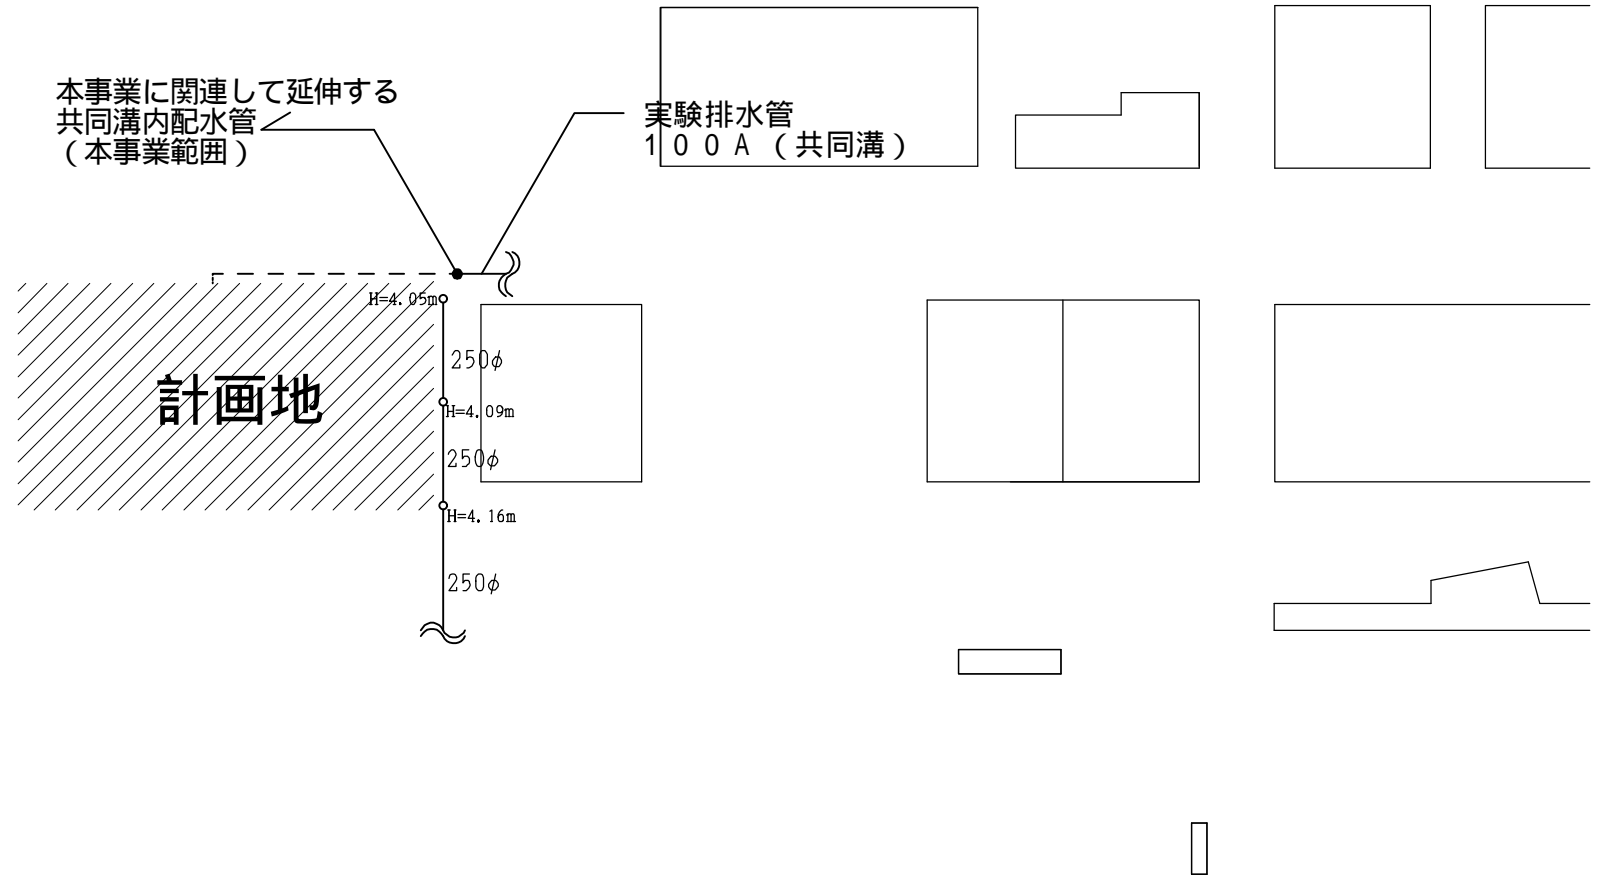 本事業に関連して延伸する
共同溝内配水管
（本事業範囲）
実験排水管
１００Ａ（共同溝）
H=4.05m
250φ
計画地
H=4.09m
250φ
H=4.16m
250φ